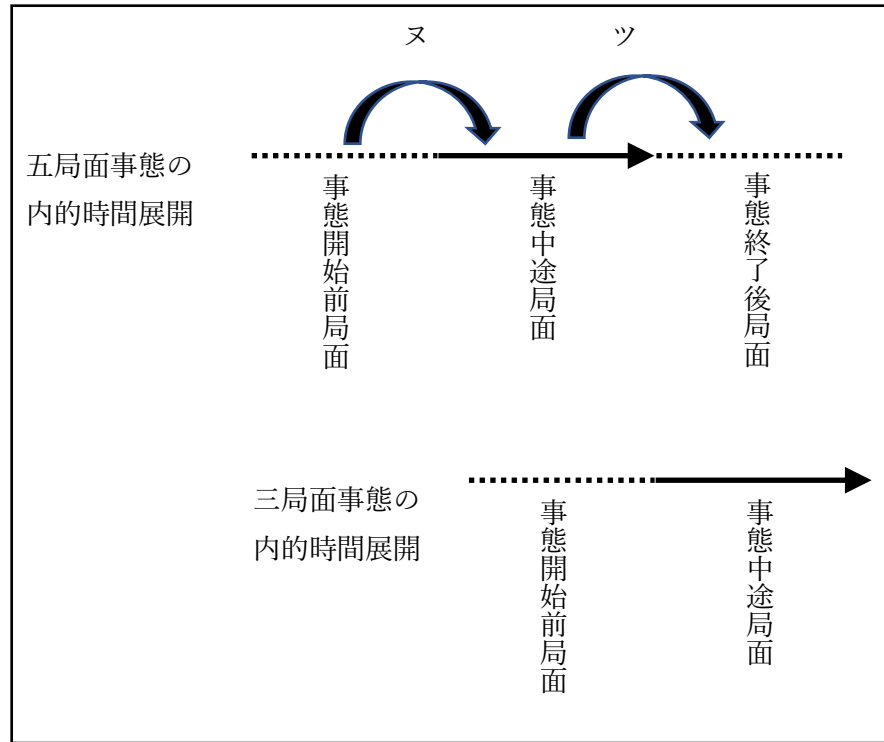 ヌ
ツ
五局面事態の
内的時間展開
事態開始前局面
事態中途局面
事態終了後局面
三局面事態の
内的時間展開
事態開始前局面
事態中途局面